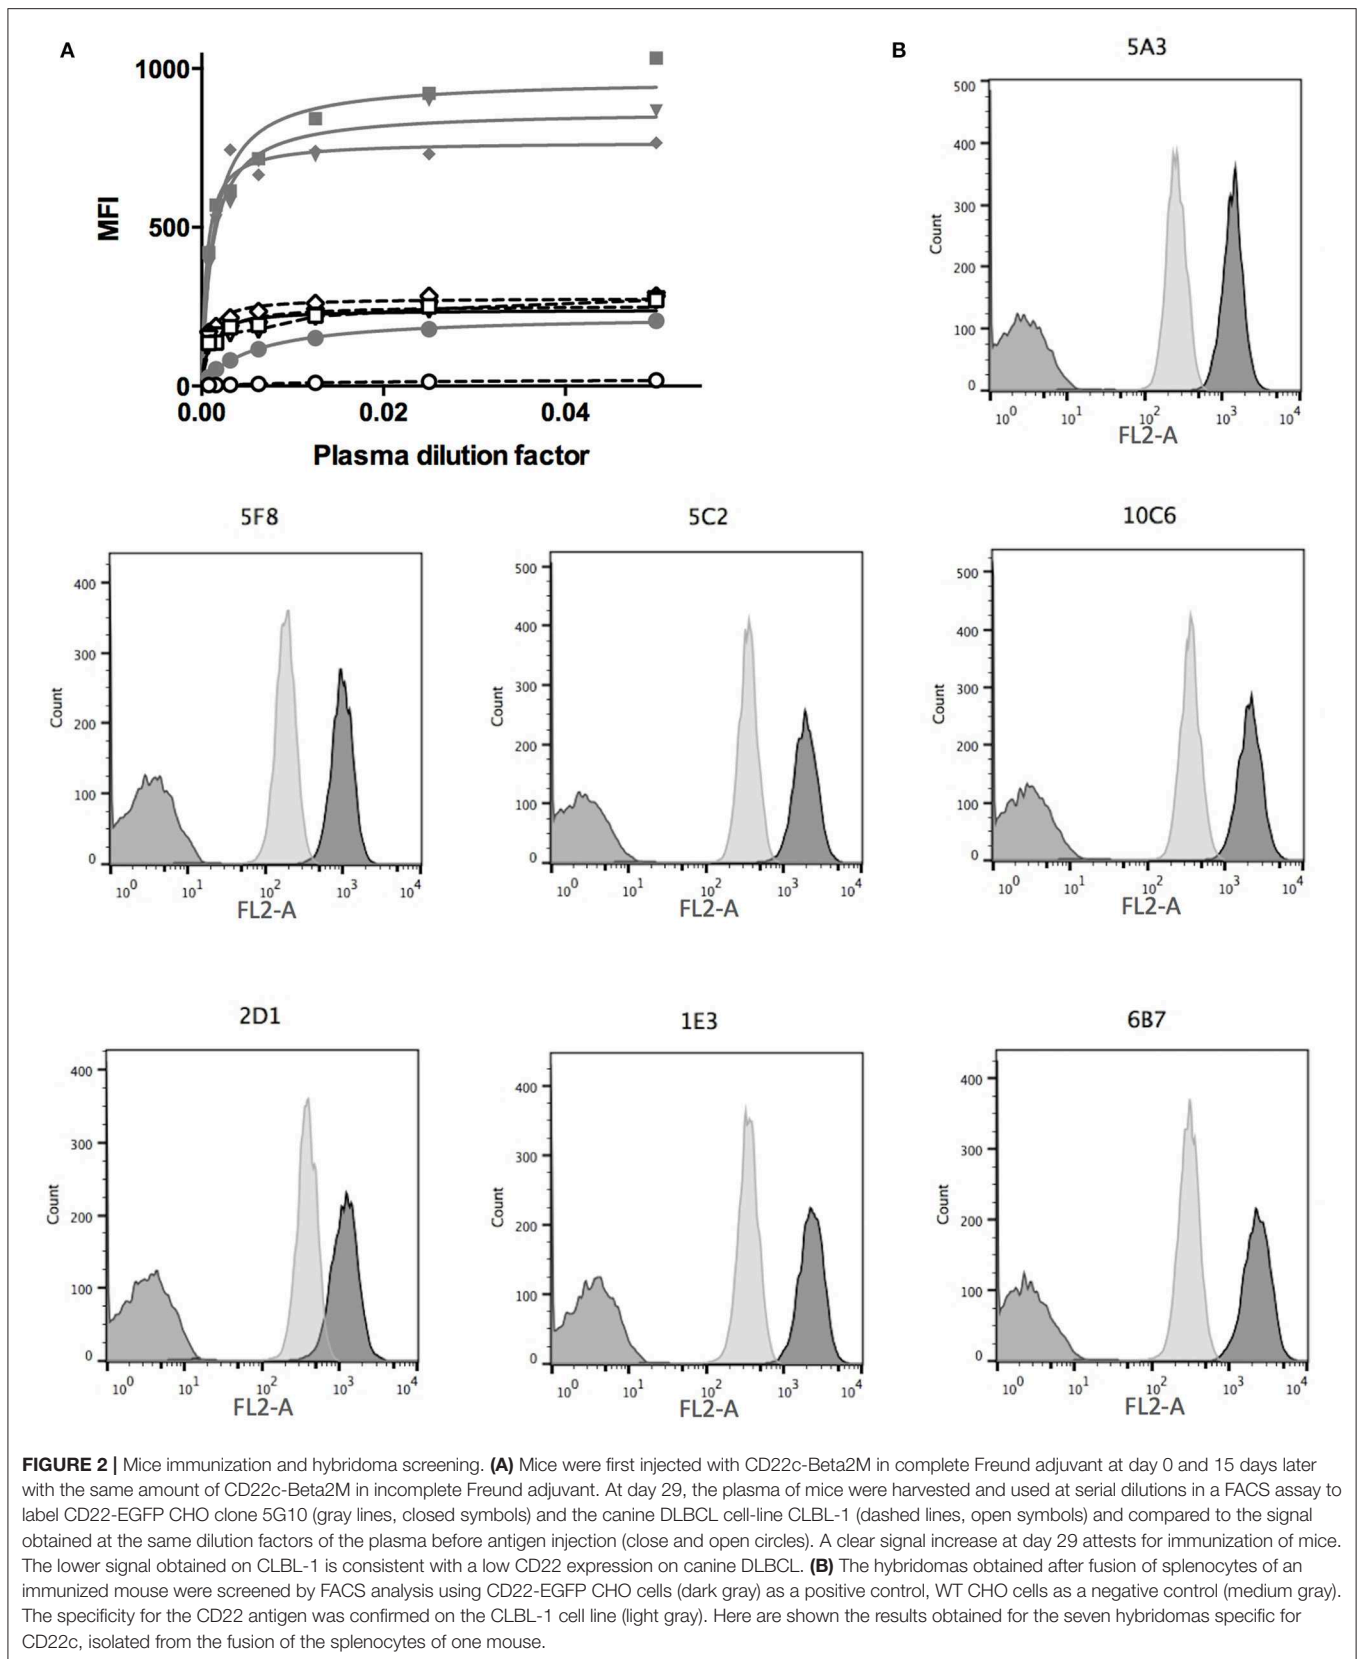 A
1000
500
0
MFI
0.00
0.02
0.04
Plasma dilution factor
B
5A3
500
400
300
200
100
0
Count
10^0 10^1 10^2 10^3 10^4
FL2-A
5F8
400
300
200
100
0
Count
10^0 10^1 10^2 10^3 10^4
FL2-A
5C2
500
400
300
200
100
0
Count
10^0 10^1 10^2 10^3 10^4
FL2-A
10C6
500
400
300
200
100
0
Count
10^0 10^1 10^2 10^3 10^4
FL2-A
2D1
400
300
200
100
0
Count
10^0 10^1 10^2 10^3 10^4
FL2-A
1E3
400
300
200
100
0
Count
10^0 10^1 10^2 10^3 10^4
FL2-A
6B7
400
300
200
100
0
Count
10^0 10^1 10^2 10^3 10^4
FL2-A
FIGURE 2 | Mice immunization and hybridoma screening. (A) Mice were first injected with CD22c-Beta2M in complete Freund adjuvant at day 0 and 15 days later
with the same amount of CD22c-Beta2M in incomplete Freund adjuvant. At day 29, the plasma of mice were harvested and used at serial dilutions in a FACS assay to
label CD22-EGFP CHO clone 5G10 (gray lines, closed symbols) and the canine DLBCL cell-line CLBL-1 (dashed lines, open symbols) and compared to the signal
obtained at the same dilution factors of the plasma before antigen injection (close and open circles). A clear signal increase at day 29 attests for immunization of mice.
The lower signal obtained on CLBL-1 is consistent with a low CD22 expression on canine DLBCL. (B) The hybridomas obtained after fusion of splenocytes of an
immunized mouse were screened by FACS analysis using CD22-EGFP CHO cells (dark gray) as a positive control, WT CHO cells as a negative control (medium gray).
The specificity for the CD22 antigen was confirmed on the CLBL-1 cell line (light gray). Here are shown the results obtained for the seven hybridomas specific for
CD22c, isolated from the fusion of the splenocytes of one mouse.